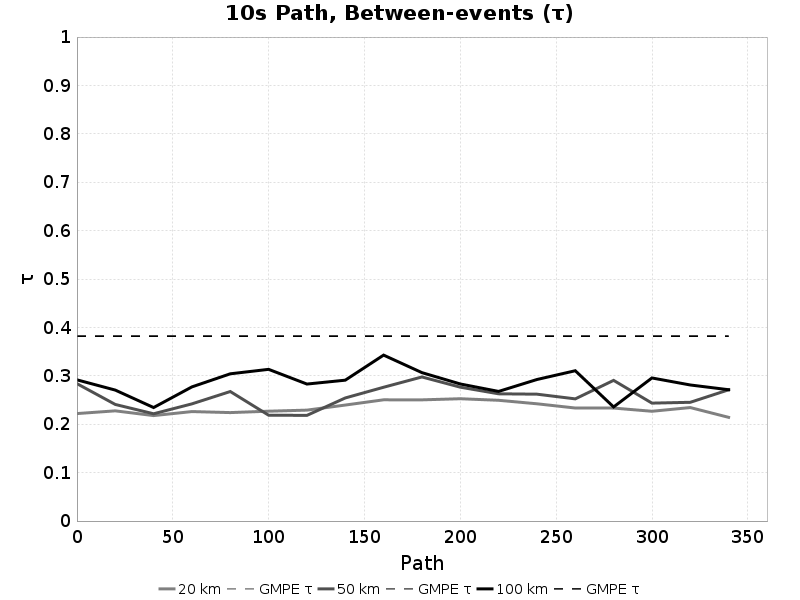 10s Path, Between-events (τ)
1
0.9
0.8
0.7
0.6
0.5
0.4
0.3
0.2
0.1
0
τ
0 50 100 150 200 250 300 350
Path
20 km GMPE τ 50 km GMPE τ 100 km GMPE τ